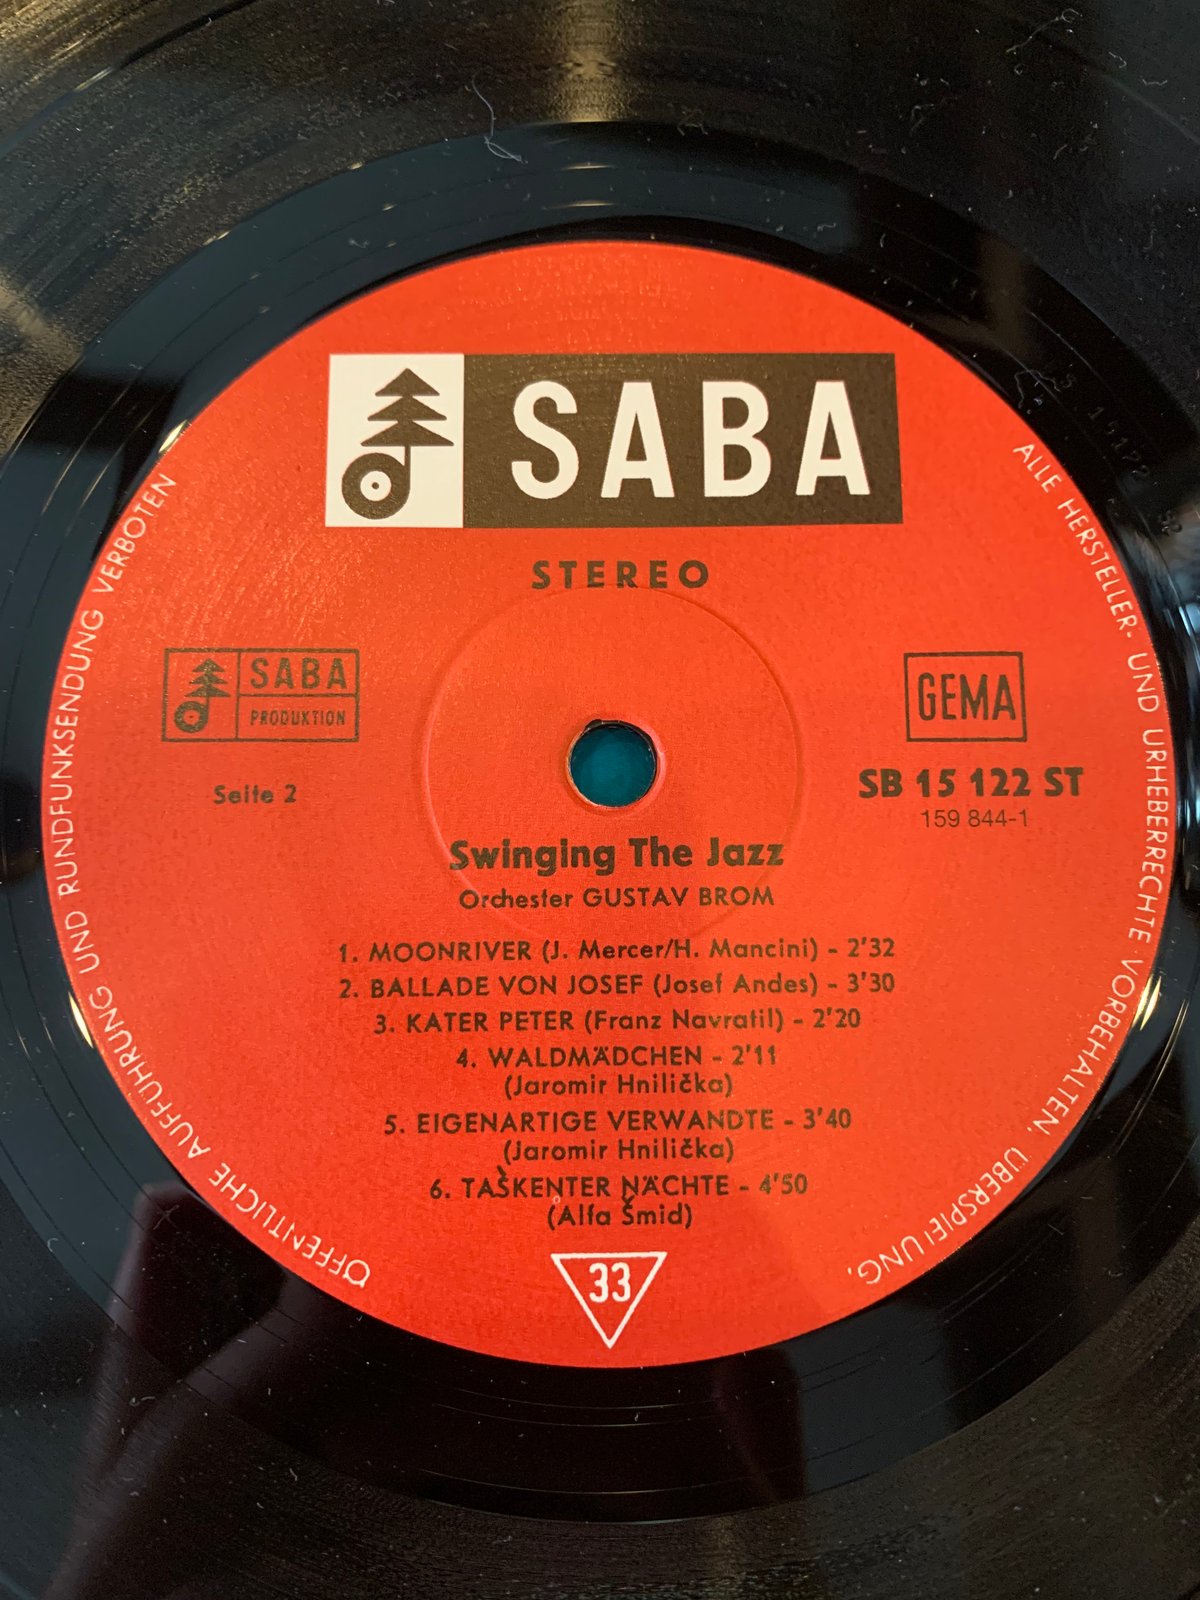 SABA
STEREO
SABA
PRODUKTION
GEMA
Seite 2
SB 15 122 ST
159 844-1
Swinging The Jazz
Orchester GUSTAV BROM
1. MOONRIVER (J. Mercer/H. Mancini) - 2'32
2. BALLADE VON JOSEF (Josef Andes) - 3'30
3. KATER PETER (Franz Navratil) - 2'20
4. WALDMÄDCHEN - 2'11
(Jaromir Hnilička)
5. EIGENARTIGE VERWANDTE - 3'40
(Jaromir Hnilička)
6. TAŠKENTER NÄCHTE - 4'50
(Alfa Šmid)
33
ALLE HERSTELLER- UND URHEBERRECHTE VORBEHALTEN. ÜBERSPIELUNG, ÖFFENTLICHE AUFFÜHRUNG UND RUNDFUNKSENDUNG VERBOTEN